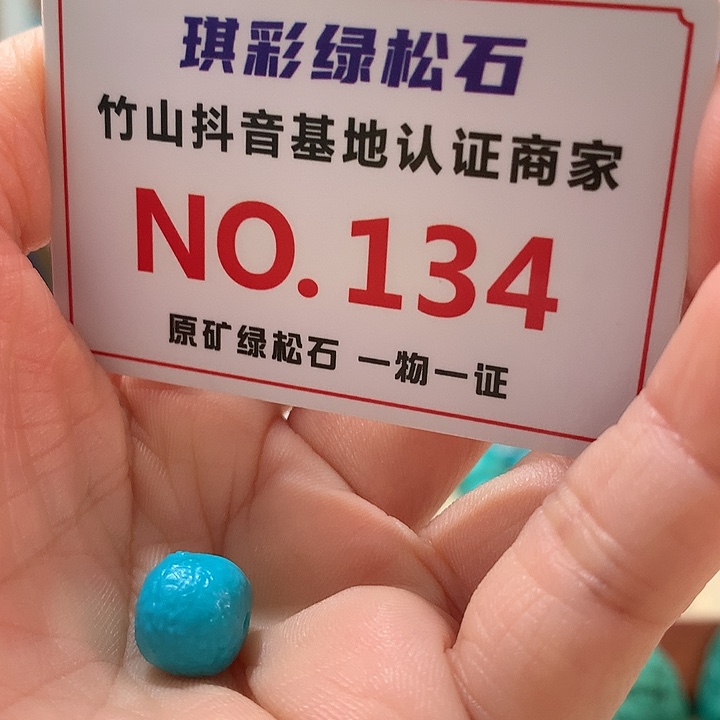 琪彩绿松石
竹山抖音基地认证商家
NO.134
原矿绿松石 一物一证